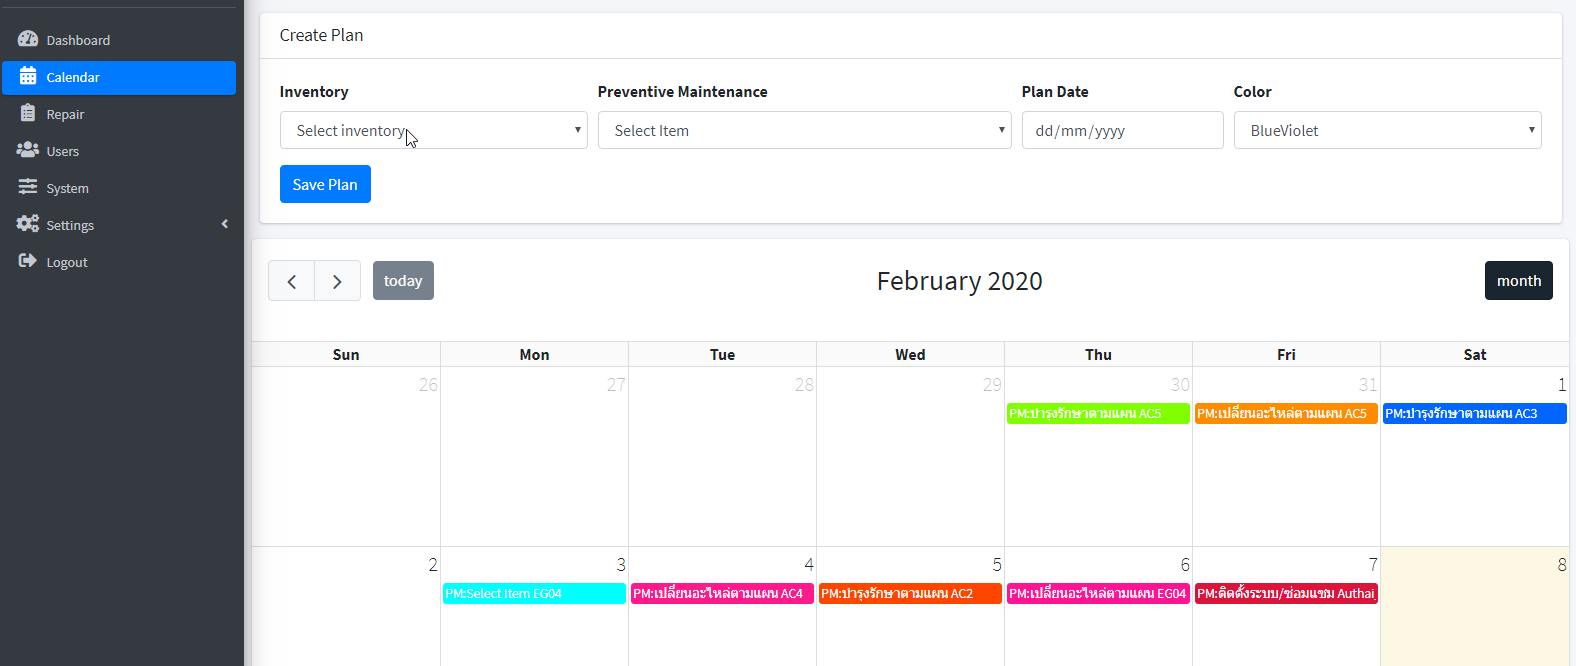 Dashboard
Calendar
Repair
Users
System
Settings
Logout
Create Plan
Inventory Preventive Maintenance Plan Date Color
Select inventory Select Item dd/mm/yyyy BlueViolet
Save Plan
today February 2020 month
Sun Mon Tue Wed Thu Fri Sat
26 27 28 29 30 31 1
PM:บำรุงรักษาตามแผน AC5 PM:เปลี่ยนอะไหล่ตามแผน AC5 PM:บำรุงรักษาตามแผน AC3
2 3 4 5 6 7 8
PM:Select Item EG04 PM:เปลี่ยนอะไหล่ตามแผน AC4 PM:บำรุงรักษาตามแผน AC2 PM:เปลี่ยนอะไหล่ตามแผน EG04 PM:ติดตั้งระบบ/ซ่อมแซม Authai